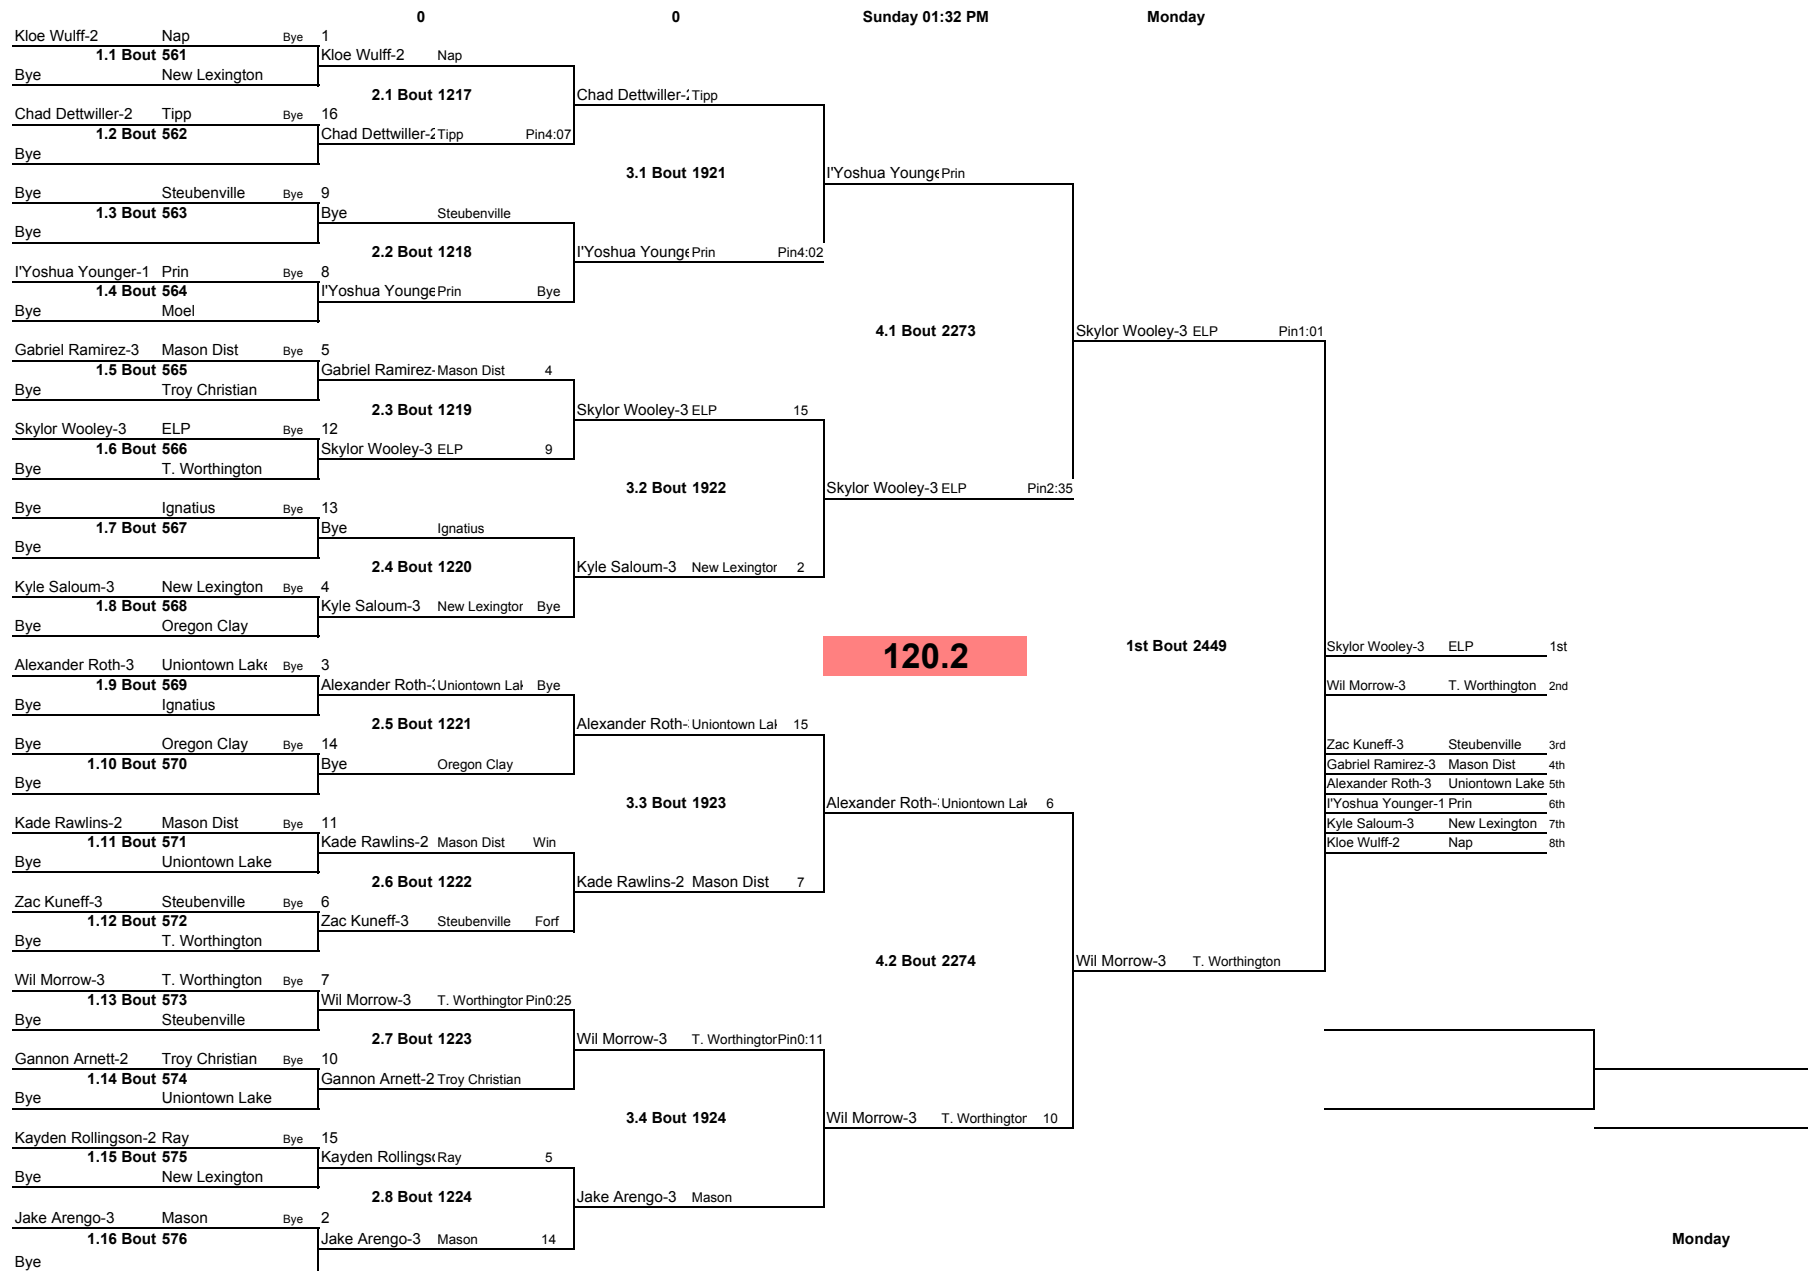 0 0 Sunday 01:32 PM Monday
Kloe Wulff-2 Nap Bye 1
1.1 Bout 561 Kloe Wulff-2 Nap
Bye New Lexington
2.1 Bout 1217 Chad Dettwiller-2 Tipp
Chad Dettwiller-2 Tipp Bye 16
1.2 Bout 562 Chad Dettwiller-2 Tipp Pin4:07
Bye
3.1 Bout 1921 I'Yoshua Younge Prin
Bye Steubenville Bye 9
1.3 Bout 563 Bye Steubenville
Bye
2.2 Bout 1218 I'Yoshua Younge Prin Pin4:02
I'Yoshua Younger-1 Prin Bye 8
1.4 Bout 564 I'Yoshua Younge Prin Bye
Bye Moel
4.1 Bout 2273 Skylor Wooley-3 ELP Pin1:01
Gabriel Ramirez-3 Mason Dist Bye 5
1.5 Bout 565 Gabriel Ramirez- Mason Dist 4
Bye Troy Christian
2.3 Bout 1219 Skylor Wooley-3 ELP 15
Skylor Wooley-3 ELP Bye 12
1.6 Bout 566 Skylor Wooley-3 ELP 9
Bye T. Worthington
3.2 Bout 1922 Skylor Wooley-3 ELP Pin2:35
Bye Ignatius Bye 13
1.7 Bout 567 Bye Ignatius
Bye
2.4 Bout 1220 Kyle Saloum-3 New Lexington 2
Kyle Saloum-3 New Lexington Bye 4
1.8 Bout 568 Kyle Saloum-3 New Lexington Bye
Bye Oregon Clay
120.2 1st Bout 2449 Skylor Wooley-3 ELP 1st
Alexander Roth-3 Uniontown Lake Bye 3
1.9 Bout 569 Alexander Roth-3 Uniontown Lak Bye
Wil Morrow-3 T. Worthington 2nd
Bye Ignatius
2.5 Bout 1221 Alexander Roth- Uniontown Lak 15
Bye Oregon Clay Bye 14
Zac Kuneff-3 Steubenville 3rd
1.10 Bout 570 Bye Oregon Clay
Gabriel Ramirez-3 Mason Dist 4th
Bye
Alexander Roth-3 Uniontown Lake 5th
3.3 Bout 1923 Alexander Roth- Uniontown Lak 6
I'Yoshua Younger-1 Prin 6th
Kade Rawlins-2 Mason Dist Bye 11
Kyle Saloum-3 New Lexington 7th
1.11 Bout 571 Kade Rawlins-2 Mason Dist Win
Kloe Wulff-2 Nap 8th
Bye Uniontown Lake
2.6 Bout 1222 Kade Rawlins-2 Mason Dist 7
Zac Kuneff-3 Steubenville Bye 6
1.12 Bout 572 Zac Kuneff-3 Steubenville Forf
Bye T. Worthington
4.2 Bout 2274 Wil Morrow-3 T. Worthington
Wil Morrow-3 T. Worthington Bye 7
1.13 Bout 573 Wil Morrow-3 T. Worthington Pin0:25
Bye Steubenville
2.7 Bout 1223 Wil Morrow-3 T. Worthington Pin0:11
Gannon Arnett-2 Troy Christian Bye 10
1.14 Bout 574 Gannon Arnett-2 Troy Christian
Bye Uniontown Lake
3.4 Bout 1924 Wil Morrow-3 T. Worthington 10
Kayden Rollingson-2 Ray Bye 15
1.15 Bout 575 Kayden Rollings Ray 5
Bye New Lexington
2.8 Bout 1224 Jake Arengo-3 Mason
Jake Arengo-3 Mason Bye 2
1.16 Bout 576 Jake Arengo-3 Mason 14 Monday
Bye